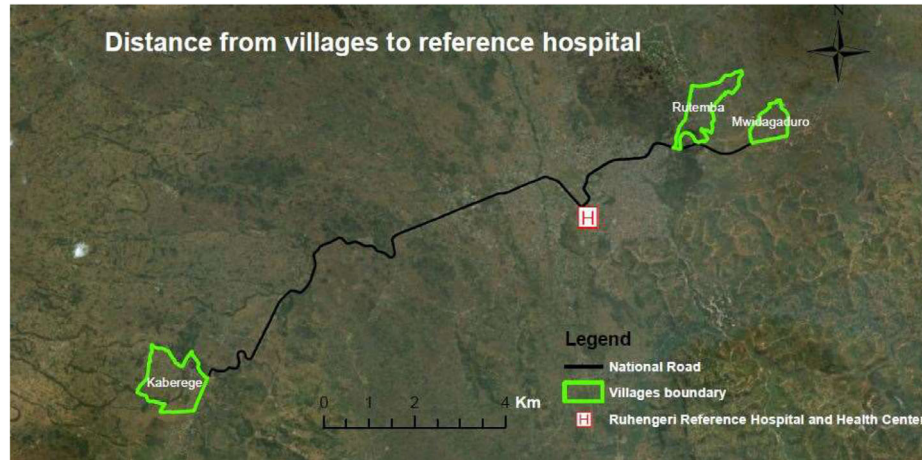 Distance from villages to reference hospital
N
Rutemba
Mwidagaduro
H
Kaberege
0 1 2 4 Km
Legend
National Road
Villages boundary
H Ruhengeri Reference Hospital and Health Center